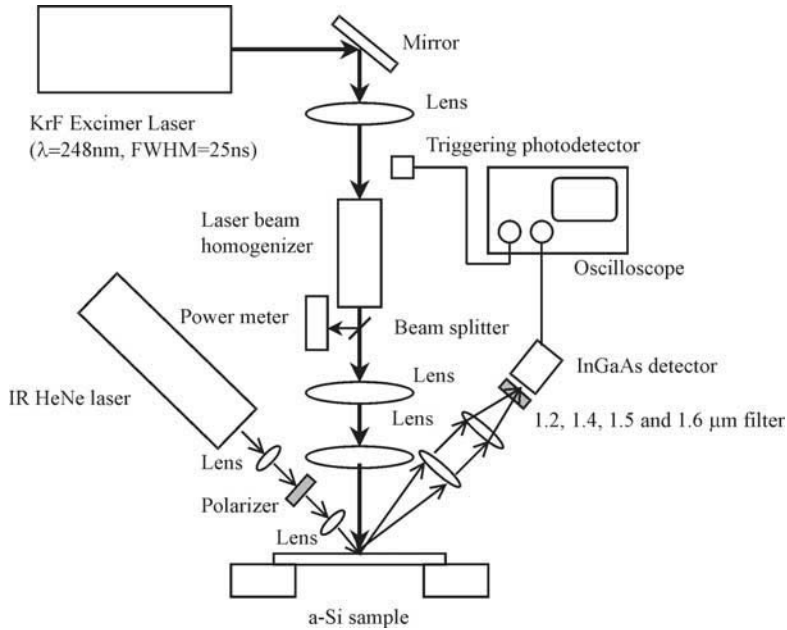 Mirror
Lens
KrF Excimer Laser
(λ=248nm, FWHM=25ns)
Triggering photodetector
Laser beam
homogenizer
Oscilloscope
Power meter
Beam splitter
InGaAs detector
Lens
IR HeNe laser
Lens
1.2, 1.4, 1.5 and 1.6 μm filter
Lens
Polarizer
Lens
a-Si sample